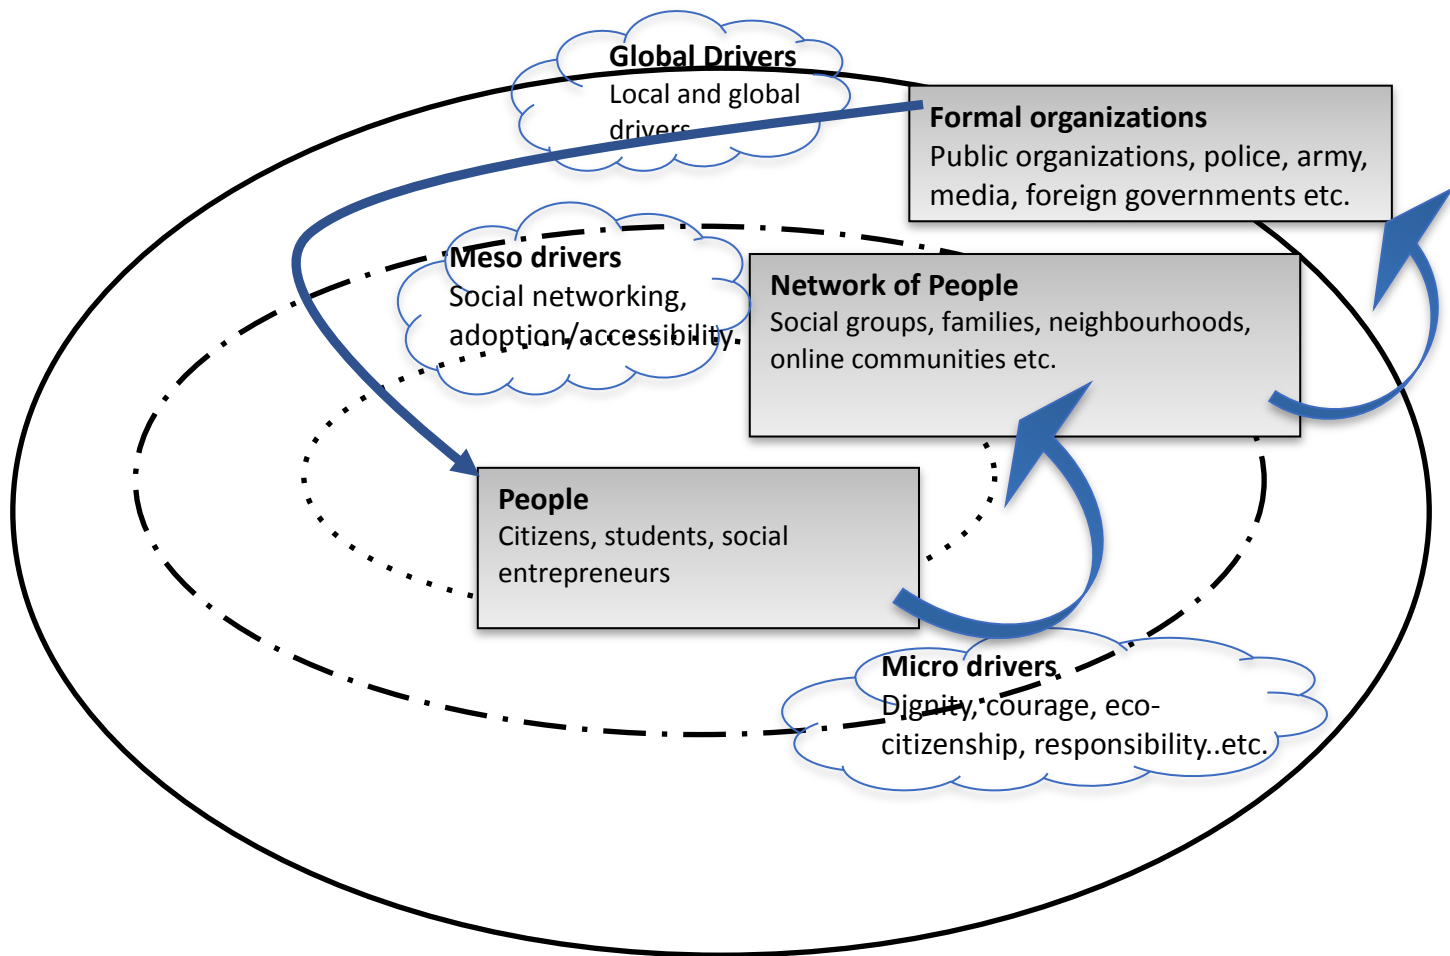 Global Drivers
Local and global
drivers
Formal organizations
Public organizations, police, army,
media, foreign governments etc.
Meso drivers
Social networking,
adoption/accessibility
Network of People
Social groups, families, neighbourhoods,
online communities etc.
People
Citizens, students, social
entrepreneurs
Micro drivers
Dignity, courage, eco-
citizenship, responsibility..etc.